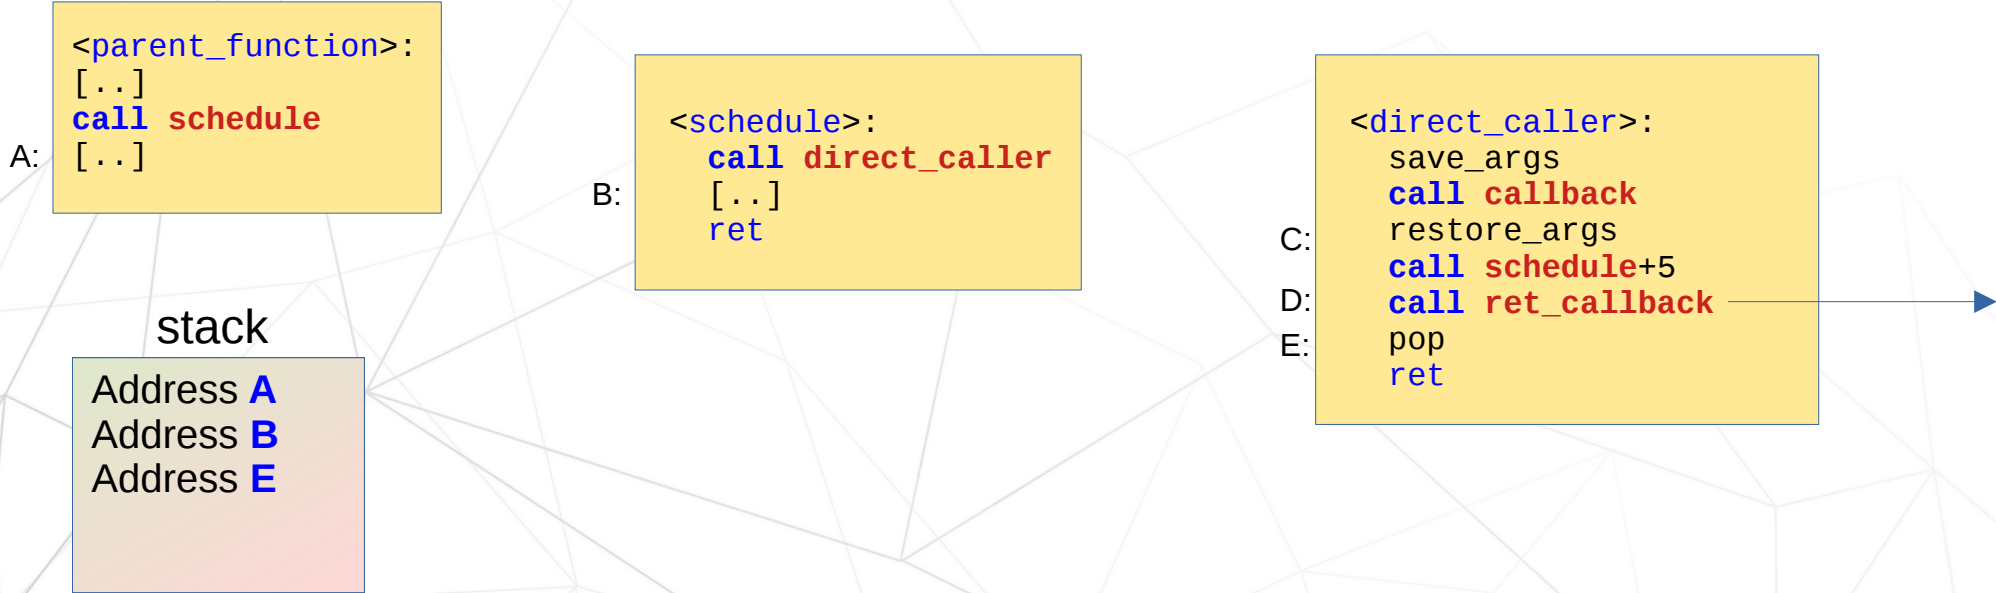 <parent_function>:
[..]
call schedule
A:
[..]
<schedule>:
call direct_caller
B:
[..]
ret
<direct_caller>:
save_args
call callback
C:
restore_args
call schedule+5
D:
call ret_callback
E:
pop
ret
stack
Address A
Address B
Address E